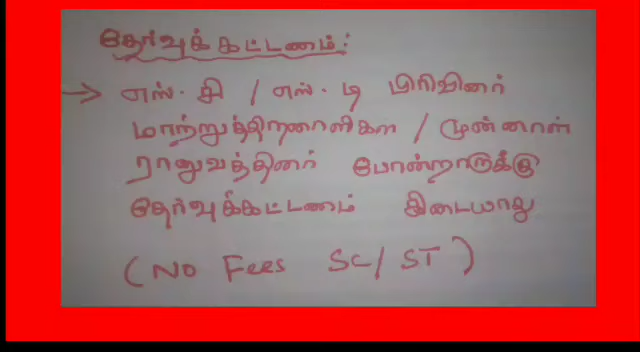 தேர்வுக் கட்டணம்:
→ எஸ்.சி / எஸ்.டி பிரிவினர்
மாற்றுத்திறனாளிகள / முன்னாள்
ராணுவத்தினர் போன்றாருக்கு
தேர்வுக்கட்டணம் கிடையாது
(NO Fees SC/ST)